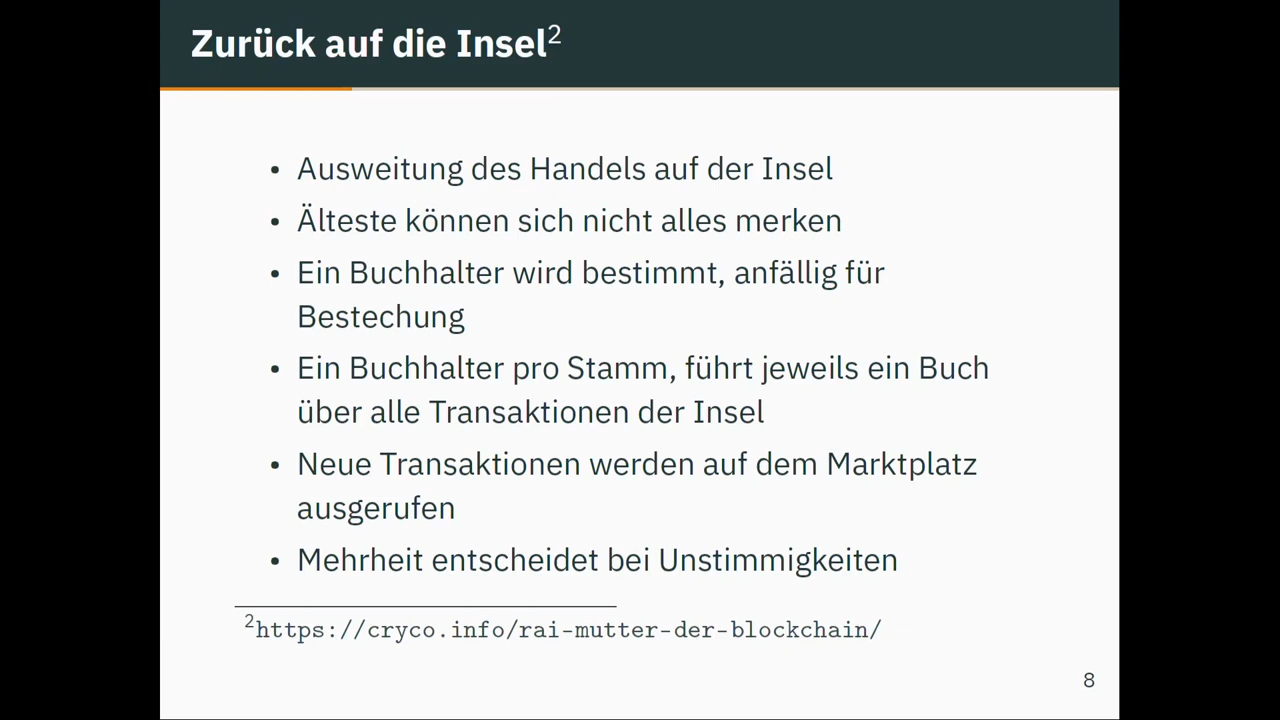 Zurück auf die Insel²
• Ausweitung des Handels auf der Insel
• Älteste können sich nicht alles merken
• Ein Buchhalter wird bestimmt, anfällig für
Bestechung
• Ein Buchhalter pro Stamm, führt jeweils ein Buch
über alle Transaktionen der Insel
• Neue Transaktionen werden auf dem Marktplatz
ausgerufen
• Mehrheit entscheidet bei Unstimmigkeiten
²https://cryco.info/rai-mutter-der-blockchain/
8